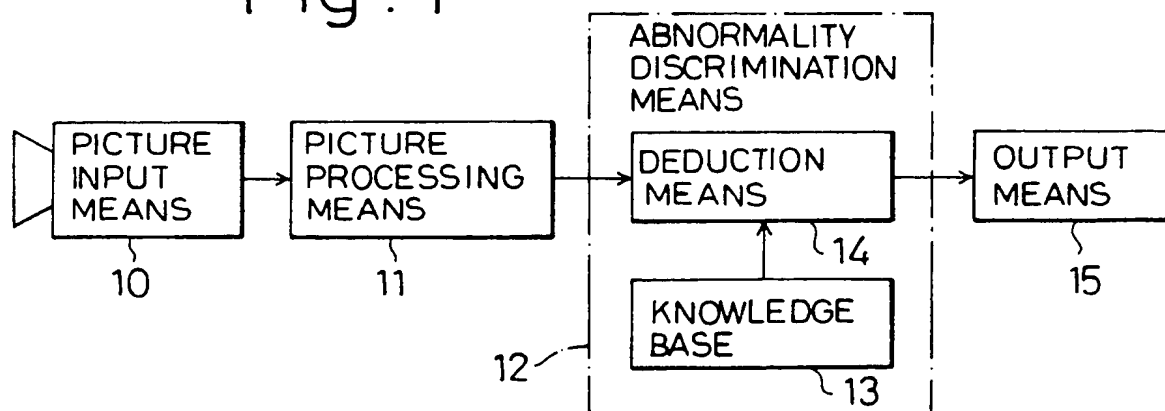 ABNORMALITY
DISCRIMINATION
MEANS
PICTURE
INPUT
MEANS
10
PICTURE
PROCESSING
MEANS
11
DEDUCTION
MEANS
14
OUTPUT
MEANS
15
KNOWLEDGE
BASE
13
12